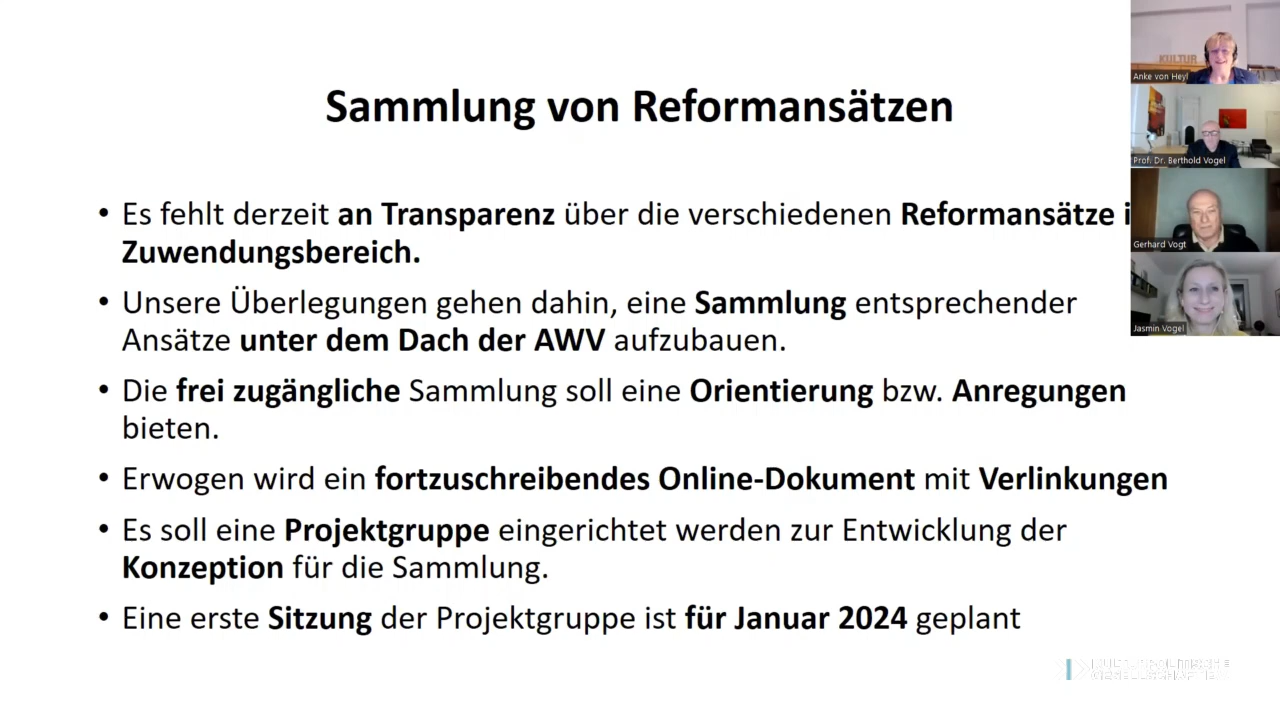 Sammlung von Reformansätzen
• Es fehlt derzeit an Transparenz über die verschiedenen Reformansätze i
Zuwendungsbereich.
• Unsere Überlegungen gehen dahin, eine Sammlung entsprechender
Ansätze unter dem Dach der AWV aufzubauen.
• Die frei zugängliche Sammlung soll eine Orientierung bzw. Anregungen
bieten.
• Erwogen wird ein fortzuschreibendes Online-Dokument mit Verlinkungen
• Es soll eine Projektgruppe eingerichtet werden zur Entwicklung der
Konzeption für die Sammlung.
• Eine erste Sitzung der Projektgruppe ist für Januar 2024 geplant
KULTUR
Anke von Heyl
Prof. Dr. Berthold Vogel
Gerhard Vogt
Jasmin Vogel
KULTURPOLITISCHE
GESELLSCHAFT